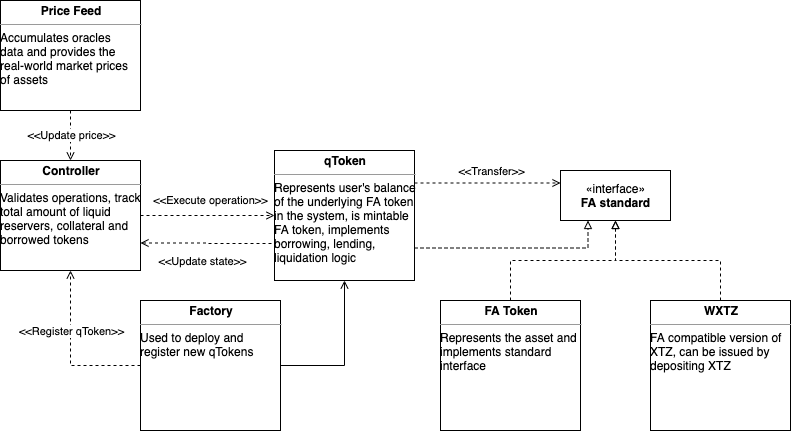 Price Feed
Accumulates oracles
data and provides the
real-world market prices
of assets
<<Update price>>
Controller
Validates operations, track
total amount of liquid
reservers, collateral and
borrowed tokens
<<Execute operation>>
<<Update state>>
qToken
Represents user's balance
of the underlying FA token
in the system, is mintable
FA token, implements
borrowing, lending,
liquidation logic
<<Transfer>>
«interface»
FA standard
<<Register qToken>>
Factory
Used to deploy and
register new qTokens
FA Token
Represents the asset and
implements standard
interface
WXTZ
FA compatible version of
XTZ, can be issued by
depositing XTZ